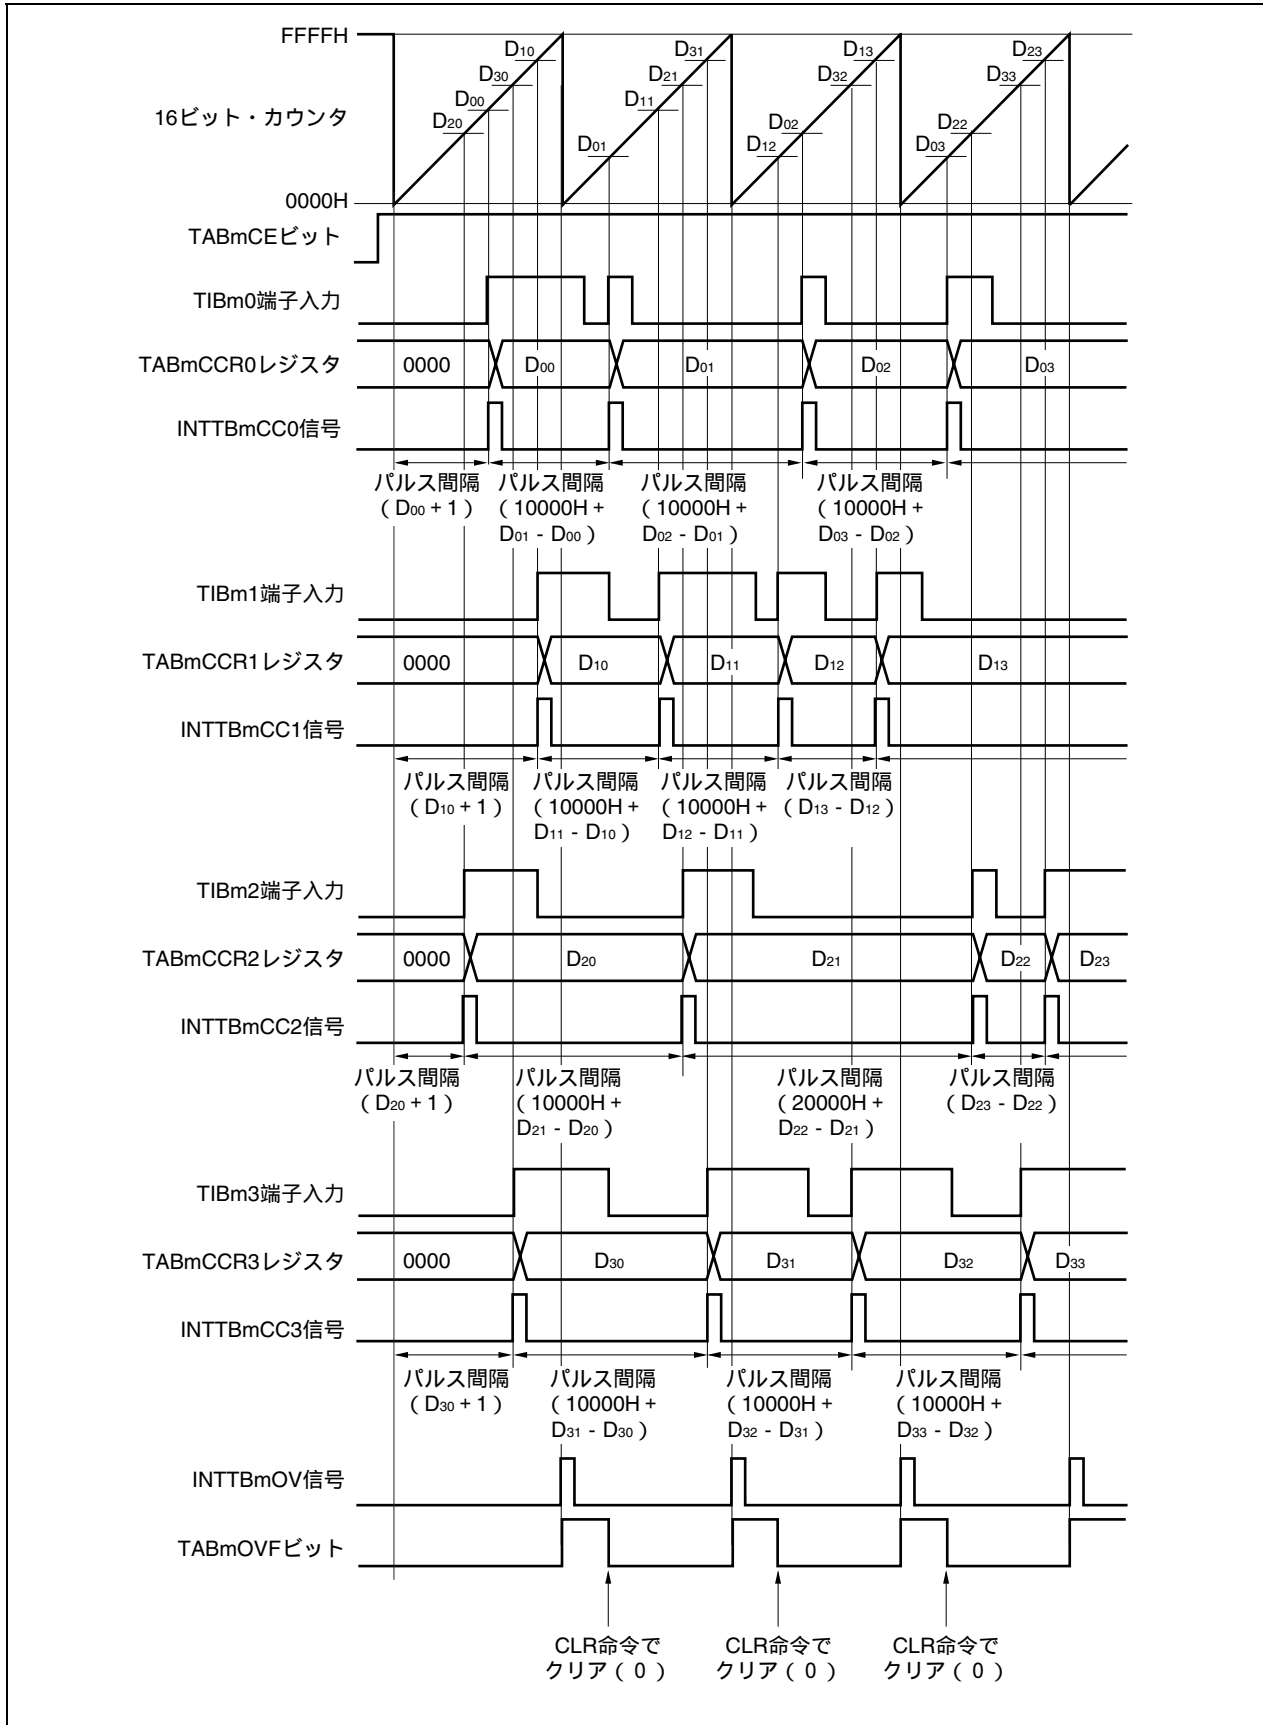 FFFFH
16ビット・カウンタ
0000H
D10
D30
D00
D20
D31
D21
D11
D01
D13
D32
D02
D12
D23
D33
D22
D03
TABmCEビット
TIBm0端子入力
TABmCCR0レジスタ
0000
D00
D01
D02
D03
INTTBmCC0信号
パルス間隔
(D00 + 1)
パルス間隔
(10000H +
D01 - D00)
パルス間隔
(10000H +
D02 - D01)
パルス間隔
(10000H +
D03 - D02)
TIBm1端子入力
TABmCCR1レジスタ
0000
D10
D11
D12
D13
INTTBmCC1信号
パルス間隔
(D10 + 1)
パルス間隔
(10000H +
D11 - D10)
パルス間隔
(10000H +
D12 - D11)
パルス間隔
(D13 - D12)
TIBm2端子入力
TABmCCR2レジスタ
0000
D20
D21
D22
D23
INTTBmCC2信号
パルス間隔
(D20 + 1)
パルス間隔
(10000H +
D21 - D20)
パルス間隔
(20000H +
D22 - D21)
パルス間隔
(D23 - D22)
TIBm3端子入力
TABmCCR3レジスタ
0000
D30
D31
D32
D33
INTTBmCC3信号
パルス間隔
(D30 + 1)
パルス間隔
(10000H +
D31 - D30)
パルス間隔
(10000H +
D32 - D31)
パルス間隔
(10000H +
D33 - D32)
INTTBmOV信号
TABmOVFビット
CLR命令で
クリア(0)
CLR命令で
クリア(0)
CLR命令で
クリア(0)